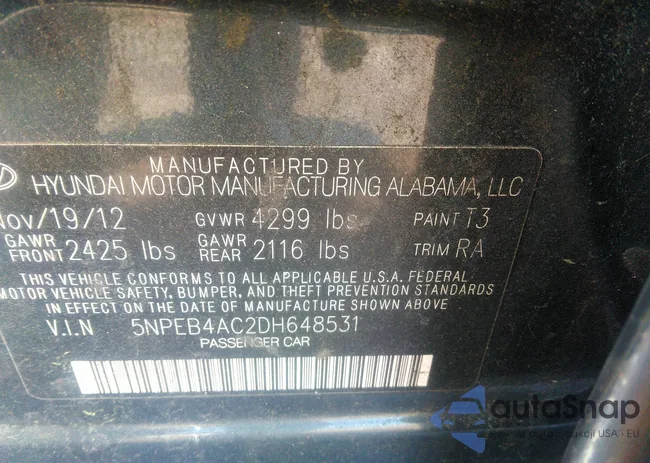 MANUFACTURED BY
HYUNDAI MOTOR MANUFACTURING ALABAMA, LLC
Nov/19/12 GVWR 4299 lbs PAINT T3
GAWR FRONT 2425 lbs GAWR REAR 2116 lbs TRIM RA
THIS VEHICLE CONFORMS TO ALL APPLICABLE U.S.A. FEDERAL
MOTOR VEHICLE SAFETY, BUMPER, AND THEFT PREVENTION STANDARDS
IN EFFECT ON THE DATE OF MANUFACTURE SHOWN ABOVE.
V.I.N 5NPEB4AC2DH648531
PASSENGER CAR
autoSnap
USA - EU